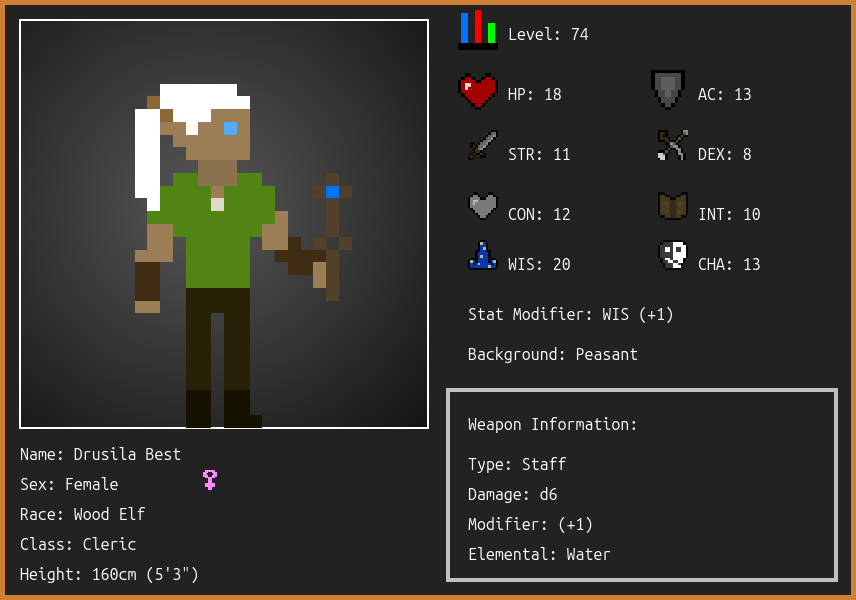 Level: 74
HP: 18
AC: 13
STR: 11
DEX: 8
CON: 12
INT: 10
WIS: 20
CHA: 13
Stat Modifier: WIS (+1)
Background: Peasant
Weapon Information:
Type: Staff
Damage: d6
Modifier: (+1)
Elemental: Water
Name: Drusila Best
Sex: Female
Race: Wood Elf
Class: Cleric
Height: 160cm (5'3")